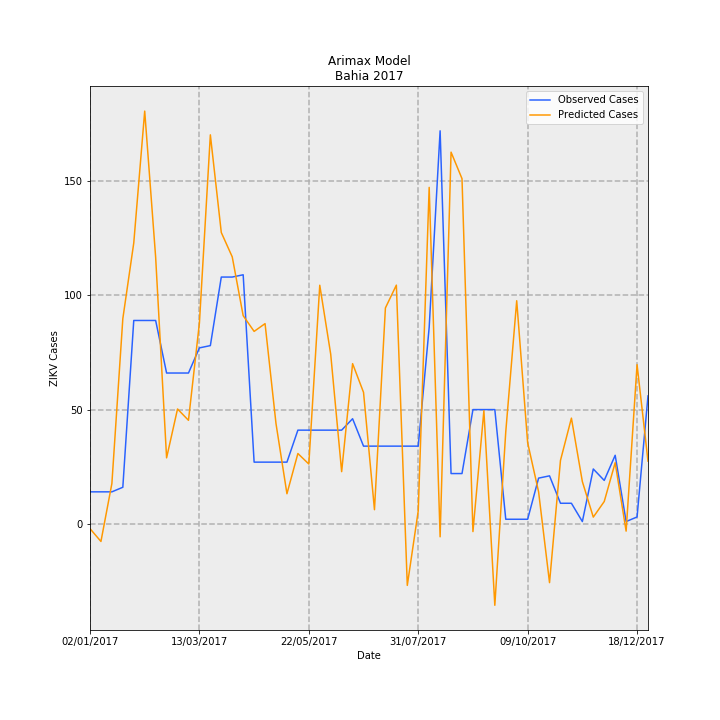 Arimax Model
Bahia 2017
Observed Cases
Predicted Cases
ZIKV Cases
150
100
50
0
02/01/2017 13/03/2017 22/05/2017 31/07/2017 09/10/2017 18/12/2017
Date